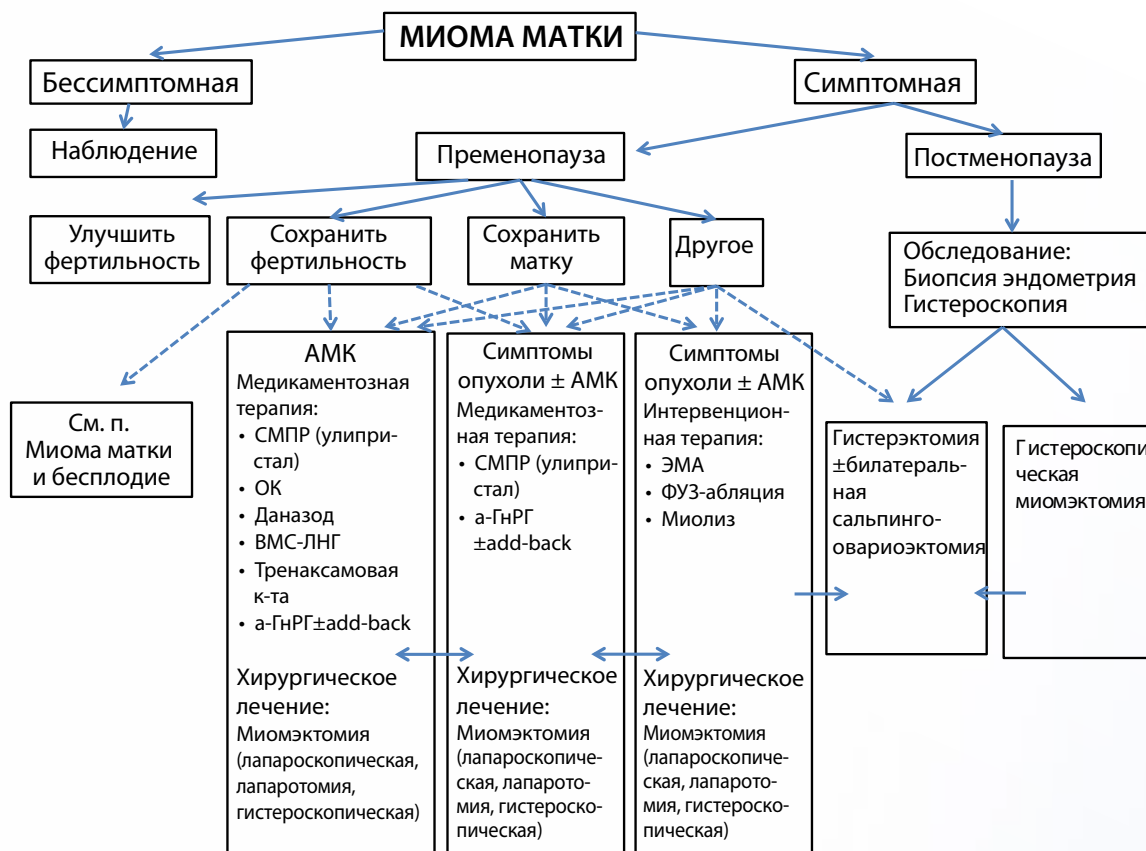 МИОМА МАТКИ
Бессимптомная
Симптомная
Наблюдение
Пременопауза
Постменопауза
Улучшить
фертильность
Сохранить
фертильность
Сохранить
матку
Другое
Обследование:
Биопсия эндометрия
Гистероскопия
См. п.
Миома матки
и бесплодие
АМК
Медикаментозная
терапия:
• СМПР (улипри-
стал)
• ОК
• Даназод
• ВМС-ЛНГ
• Тренаксамовая
к-та
• а-ГнРГ±add-back
Хирургическое
лечение:
Миомэктомия
(лапароскопическая,
лапаротомия,
гистероскопическая)
Симптомы
опухоли ± АМК
Медикаментоз-
ная терапия:
• СМПР (улипри-
стал)
• а-ГнРГ
±add-back
Хирургическое
лечение:
Миомэктомия
(лапароскопиче-
ская, лапарото-
мия, гистероско-
пическая)
Симптомы
опухоли ± АМК
Интервенцион-
ная терапия:
• ЭМА
• ФУЗ-абляция
• Миолиз
Хирургическое
лечение:
Миомэктомия
(лапароскопиче-
ская, лапарото-
мия, гистероско-
пическая)
Гистерэктомия
±билатераль-
ная
сальпинго-
овариоэктомия
Гистероскопи
ческая
миомэктомия